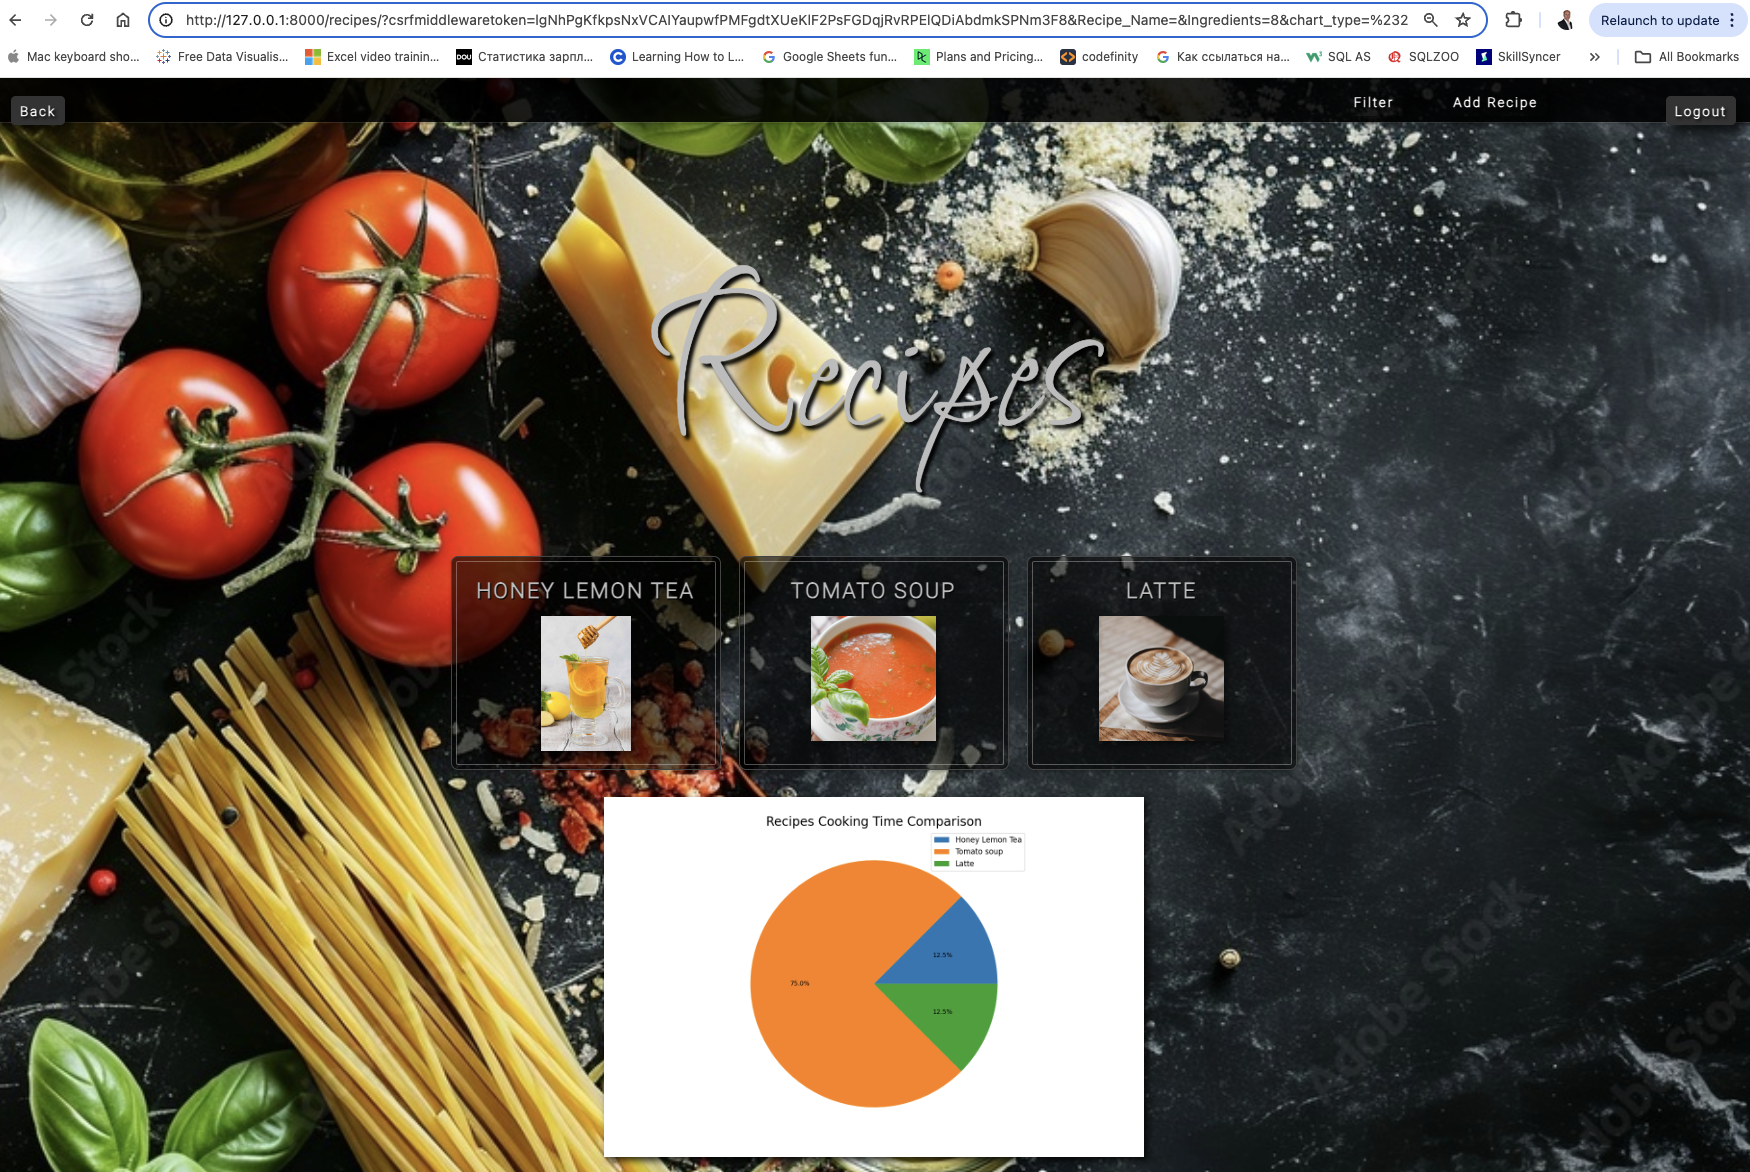 http://127.0.0.1:8000/recipes/?csrfmiddlewaretoken=lgNhPgKfkpsNxVCAIYaupwfPMFgdtXUeKlF2PsFGDqjRvRPElQDiAbdmkSPNm3F8&Recipe_Name=&Ingredients=8&chart_type=%232
Relaunch to update
Mac keyboard sho...
Free Data Visualis...
Excel video trainin...
DOU
Статистика зарпл...
Learning How to L...
Google Sheets fun...
Plans and Pricing...
codefinity
Как ссылаться на...
SQL AS
SQLZOO
SkillSyncer
All Bookmarks
Back
Filter
Add Recipe
Logout
Recipes
HONEY LEMON TEA
TOMATO SOUP
LATTE
Recipes Cooking Time Comparison
Honey Lemon Tea
Tomato soup
Latte
12.5%
75.0%
12.5%
Adobe Stock